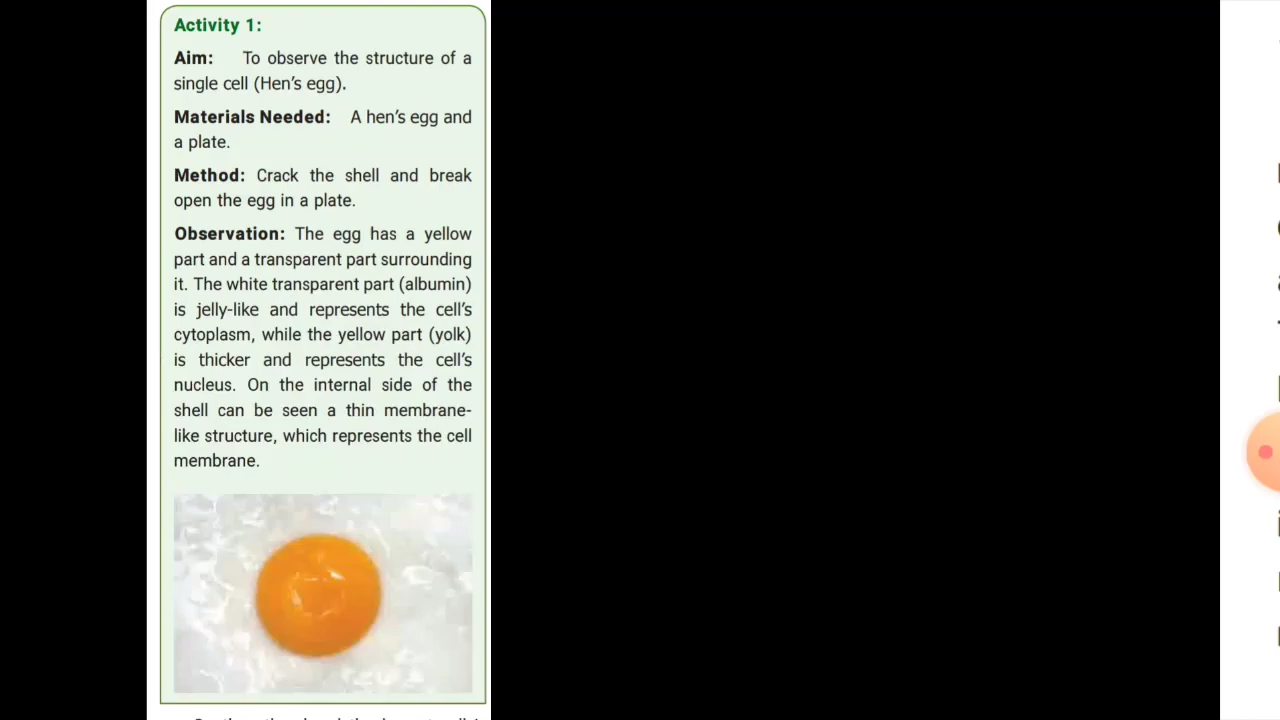 Activity 1:
Aim: To observe the structure of a
single cell (Hen's egg).
Materials Needed: A hen's egg and
a plate.
Method: Crack the shell and break
open the egg in a plate.
Observation: The egg has a yellow
part and a transparent part surrounding
it. The white transparent part (albumin)
is jelly-like and represents the cell's
cytoplasm, while the yellow part (yolk)
is thicker and represents the cell's
nucleus. On the internal side of the
shell can be seen a thin membrane-
like structure, which represents the cell
membrane.